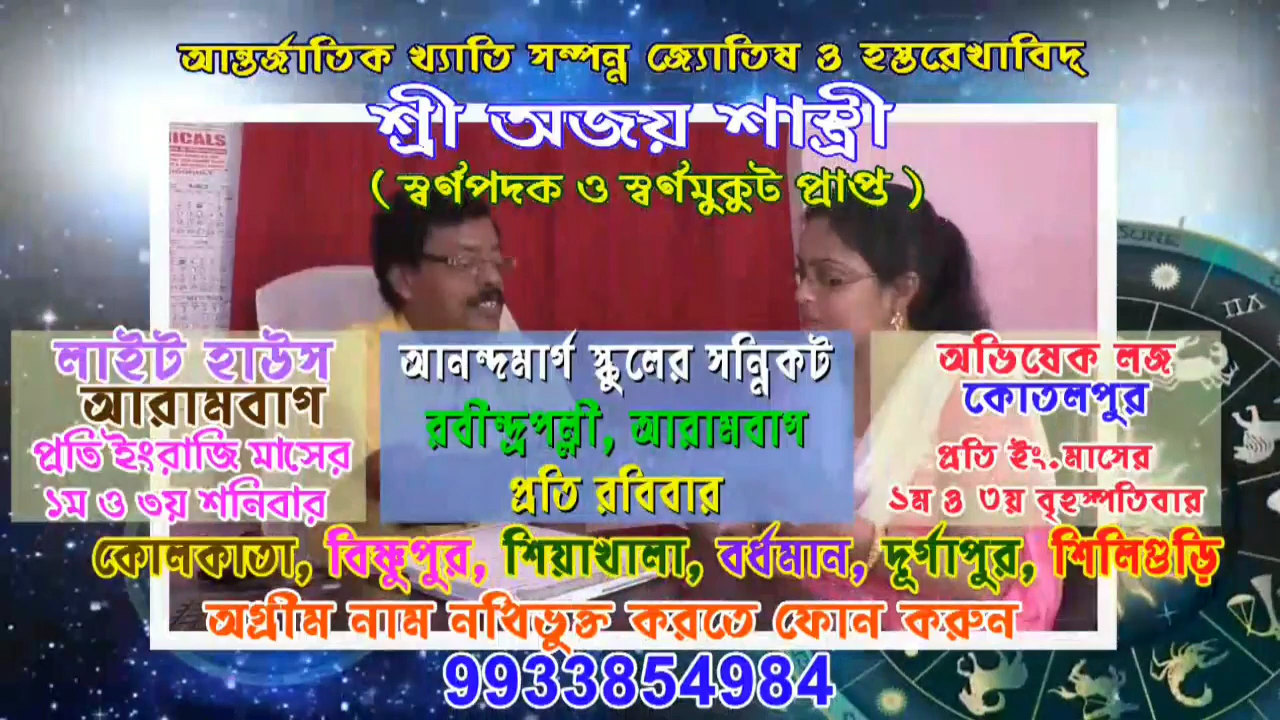 আন্তর্জাতিক খ্যাতি সম্পন্ন জ্যোতিষ ও হস্তরেখাবিদ্
শ্রী অজয় শাস্ত্রী
( স্বর্ণপদক ও স্বর্ণমুকুট প্রাপ্ত )
NICALS
লাইট হাউস
আরামবাগ
প্রতি ইংরাজি মাসের
১ম ও ৩য় শনিবার
আনন্দমার্গ স্কুলের সন্নিকট
রবীন্দ্রপল্লী, আরামবাগ
প্রতি রবিবার
অভিষেক লজ
কোতলপুর
প্রতি ইং.মাসের
১ম ও ৩য় বৃহস্পতিবার
কোলকাতা, বিষ্ণুপুর, শিয়াখালা, বর্ধমান, দূর্গাপুর, শিলিগুড়ি
অগ্রীম নাম নথিভুক্ত করতে ফোন করুন
9933854984